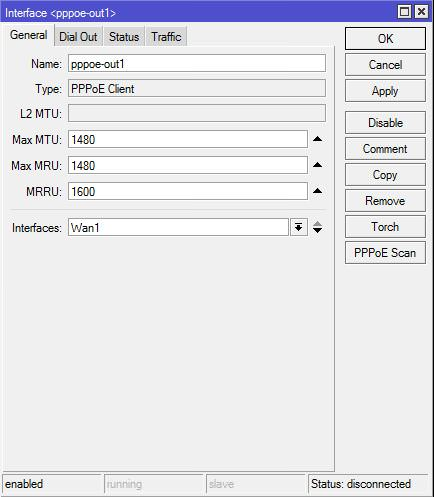 Interface <pppoe-out1>
General Dial Out Status Traffic
Name: pppoe-out1
Type: PPPoE Client
L2 MTU:
Max MTU: 1480
Max MRU: 1480
MRRU: 1600
Interfaces: Wan1
OK
Cancel
Apply
Disable
Comment
Copy
Remove
Torch
PPPoE Scan
enabled running slave Status: disconnected